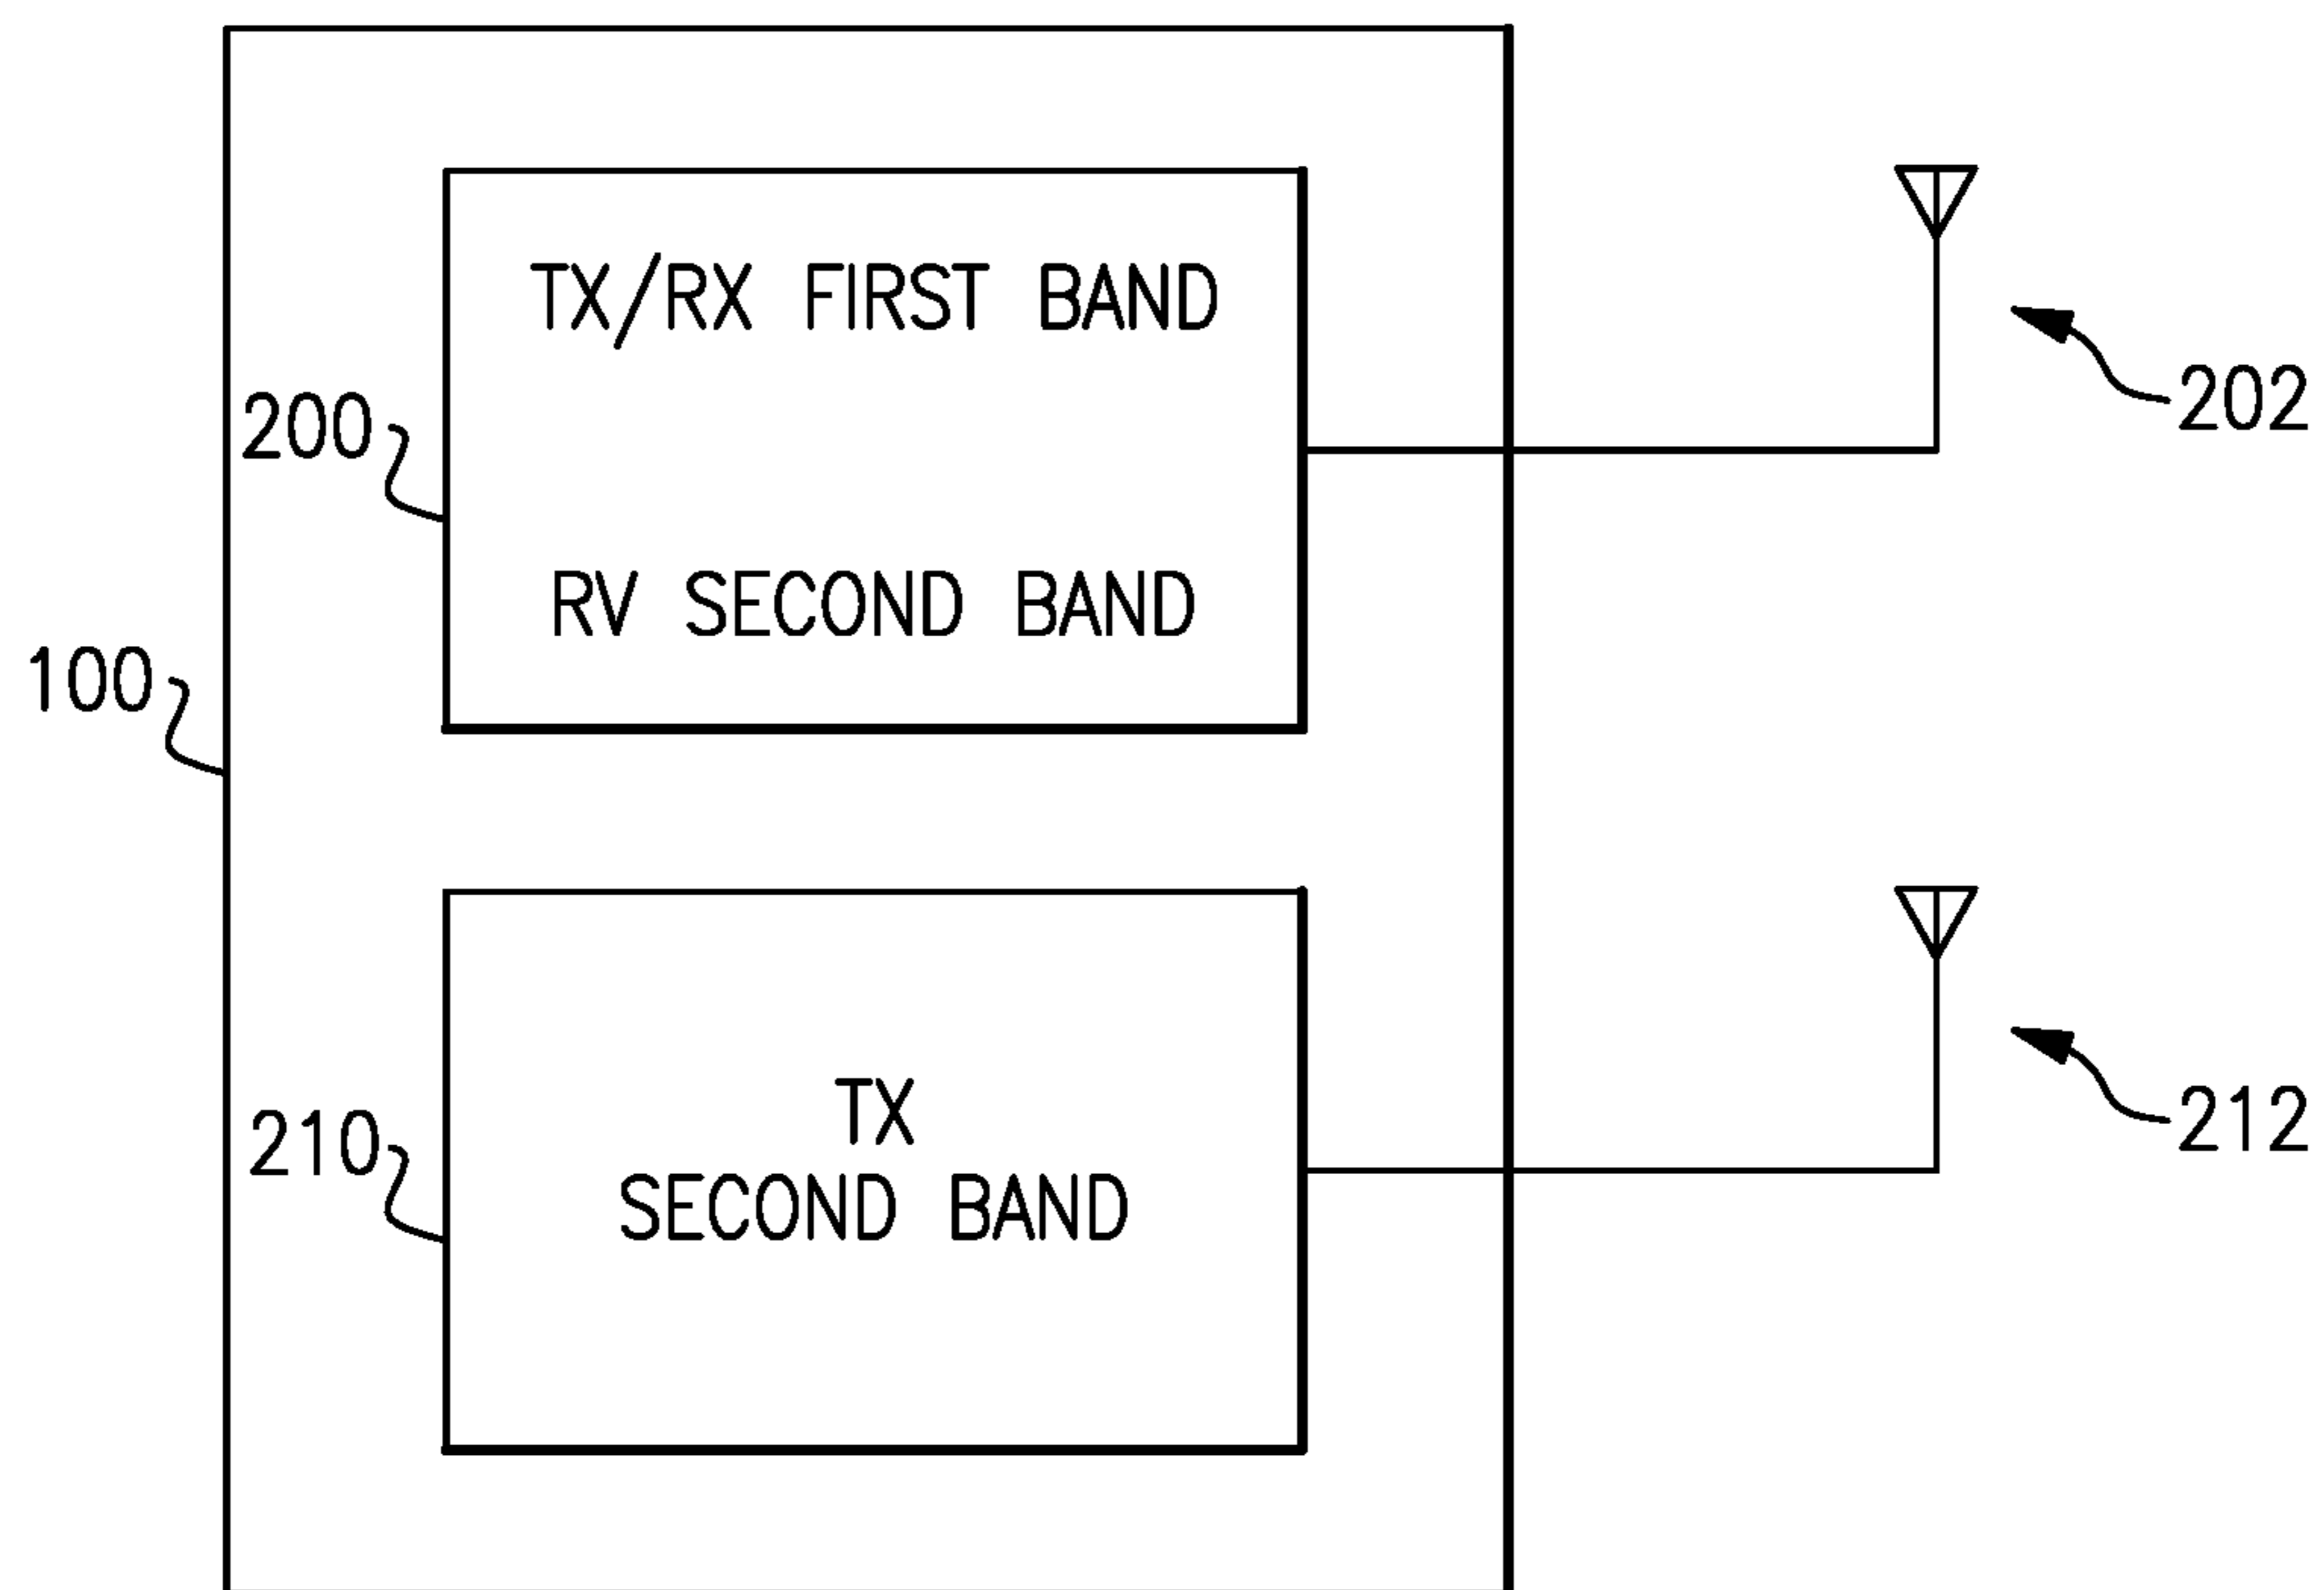 TX/RX FIRST BAND
202
200
RV SECOND BAND
100
TX
212
210
SECOND BAND